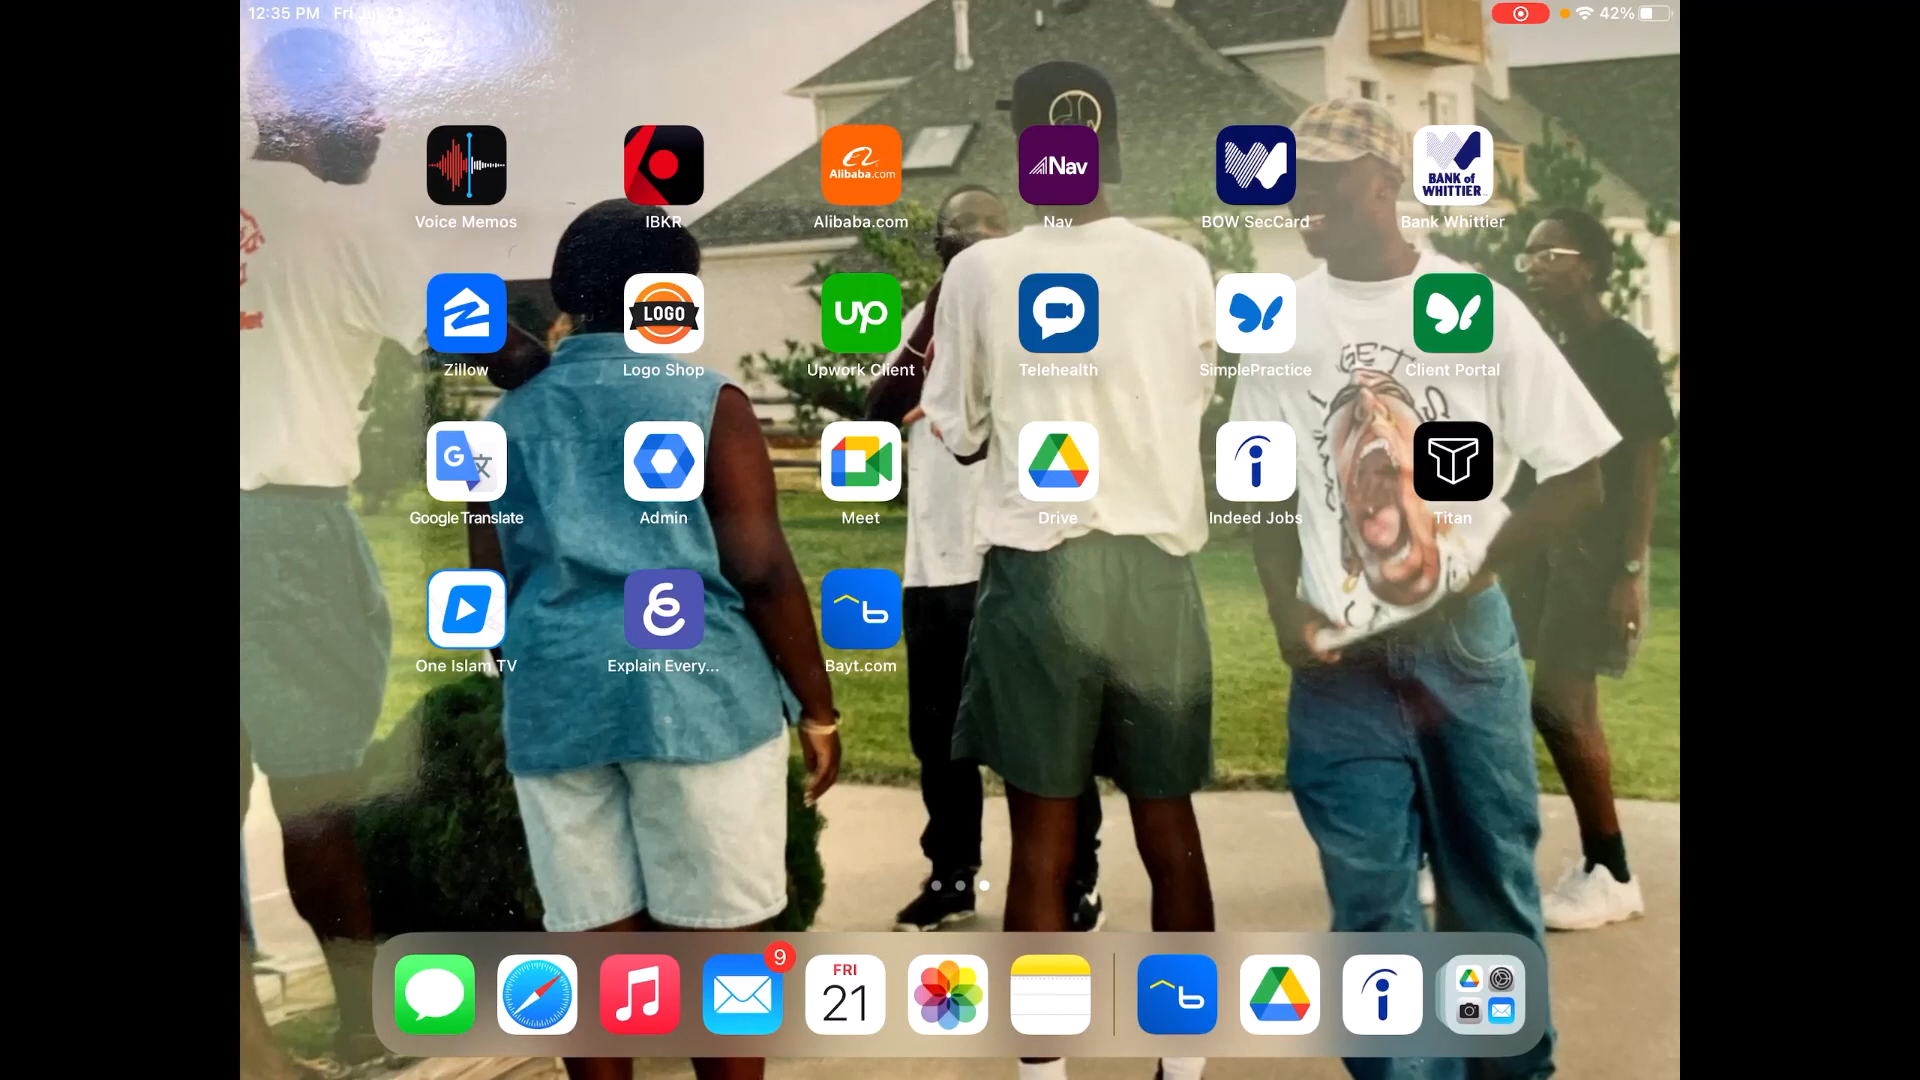 12:35 PM Fri Jul 21
42%
Alibaba.com
Nav
BANK of
WHITTIER
Voice Memos
IBKR
Alibaba.com
Nav
BOW SecCard
Bank Whittier
LOGO
up
GET
Zillow
Logo Shop
Upwork Client
Telehealth
SimplePractice
Client Portal
G
Google Translate
Admin
Meet
Drive
Indeed Jobs
Titan
b
One Islam TV
Explain Every...
Bayt.com
9
FRI
21
b